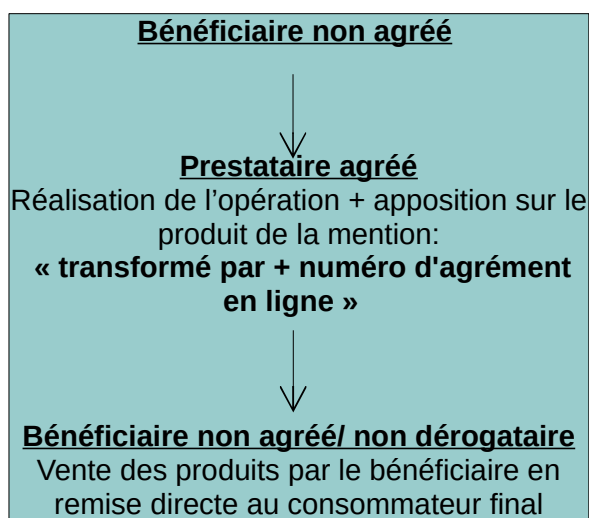 Bénéficiaire non agréé
Prestataire agréé
Réalisation de l'opération + apposition sur le
produit de la mention:
« transformé par + numéro d'agrément
en ligne »
Bénéficiaire non agréé/ non dérogataire
Vente des produits par le bénéficiaire en
remise directe au consommateur final